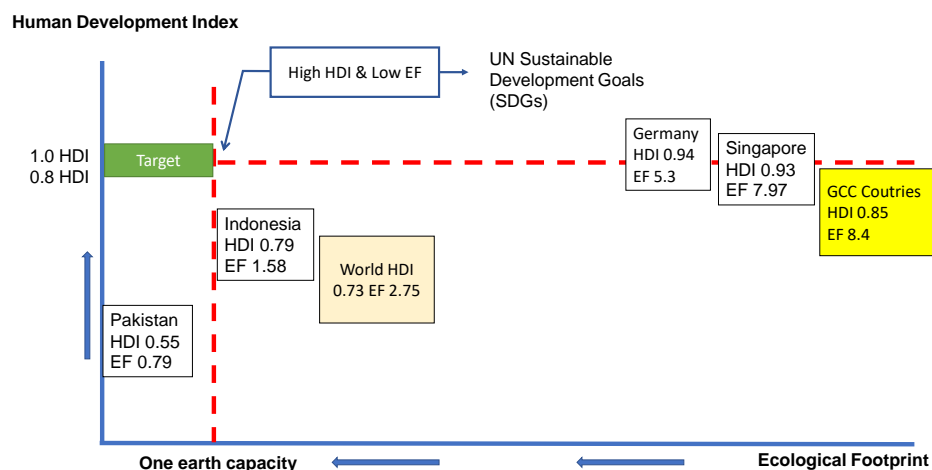 Human Development Index
High HDI & Low EF
UN Sustainable
Development Goals
(SDGs)
1.0 HDI
0.8 HDI
Target
Germany
HDI 0.94
EF 5.3
Singapore
HDI 0.93
EF 7.97
GCC Coutries
HDI 0.85
EF 8.4
Indonesia
HDI 0.79
EF 1.58
World HDI
0.73 EF 2.75
Pakistan
HDI 0.55
EF 0.79
One earth capacity
Ecological Footprint